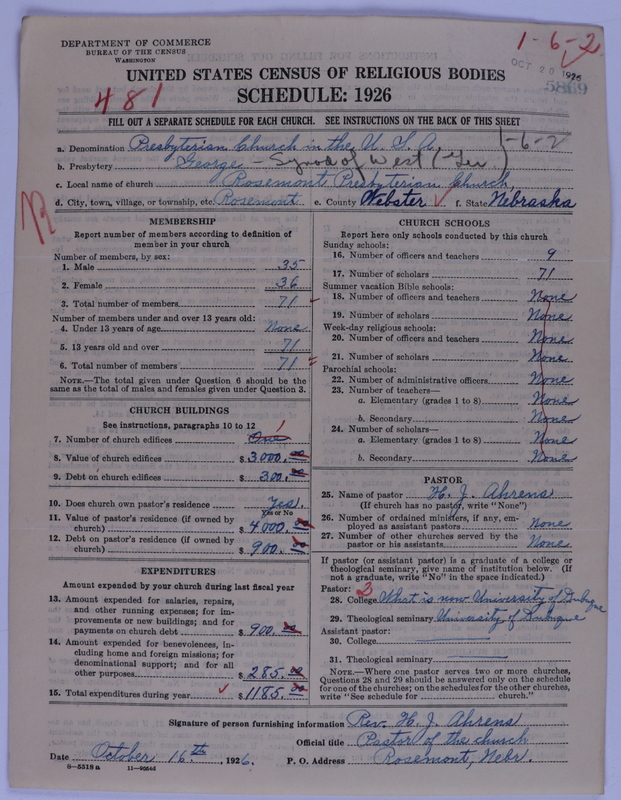 DEPARTMENT OF COMMERCE
BUREAU OF THE CENSUS
WASHINGTON
1-6-2
OCT 20 1926
5869
UNITED STATES CENSUS OF RELIGIOUS BODIES
481
SCHEDULE: 1926
FILL OUT A SEPARATE SCHEDULE FOR EACH CHURCH. SEE INSTRUCTIONS ON THE BACK OF THIS SHEET
a. Denomination Presbyterian Church in the U. S. A. 1-6-2
b. Presbytery George - Synod of West (Ger)
c. Local name of church Rosemont Presbyterian Church,
d. City, town, village, or township, etc. Rosemont e. County Webster f. State Nebraska
MEMBERSHIP
Report number of members according to definition of member in your church
Number of members, by sex:
1. Male 35
2. Female 36
3. Total number of members 71
Number of members under and over 13 years old:
4. Under 13 years of age None
5. 13 years old and over 71
6. Total number of members 71
NOTE.—The total given under Question 6 should be the same as the total of males and females given under Question 3.
CHURCH BUILDINGS
See instructions, paragraphs 10 to 12
7. Number of church edifices One 1
8. Value of church edifices $ 3000.00
9. Debt on church edifices $ 300.00
10. Does church own pastor's residence Yes.
Yes or No
11. Value of pastor's residence (if owned by church) $ 4000.00
12. Debt on pastor's residence (if owned by church) $ 900.00
EXPENDITURES
Amount expended by your church during last fiscal year
13. Amount expended for salaries, repairs, and other running expenses; for improvements or new buildings; and for payments on church debt $ 900.00
14. Amount expended for benevolences, including home and foreign missions; for denominational support; and for all other purposes $ 285.00
15. Total expenditures during year $ 1185.00
CHURCH SCHOOLS
Report here only schools conducted by this church
Sunday schools:
16. Number of officers and teachers 9
17. Number of scholars 71
Summer vacation Bible schools:
18. Number of officers and teachers None
19. Number of scholars None
Week-day religious schools:
20. Number of officers and teachers None
21. Number of scholars None
Parochial schools:
22. Number of administrative officers None
23. Number of teachers—
a. Elementary (grades 1 to 8) None
b. Secondary None
24. Number of scholars—
a. Elementary (grades 1 to 8) None
b. Secondary None
PASTOR
25. Name of pastor H. J. Ahrens
(If church has no pastor, write "None")
26. Number of ordained ministers, if any, employed as assistant pastors None
27. Number of other churches served by the pastor or his assistants None
If pastor (or assistant pastor) is a graduate of a college or theological seminary, give name of institution below. (If not a graduate, write "No" in the space indicated.)
Pastor: 2
28. College What is now University of Dubuque
29. Theological seminary University of Dubuque
Assistant pastor:
30. College
31. Theological seminary
NOTE.—Where one pastor serves two or more churches, Questions 28 and 29 should be answered only on the schedule for one of the churches; on the schedules for the other churches, write "See schedule for church."
Signature of person furnishing information Rev. H. J. Ahrens
Official title Pastor of the church
Date October 16th, 1926. P. O. Address Rosemont, Nebr.
8-5318a